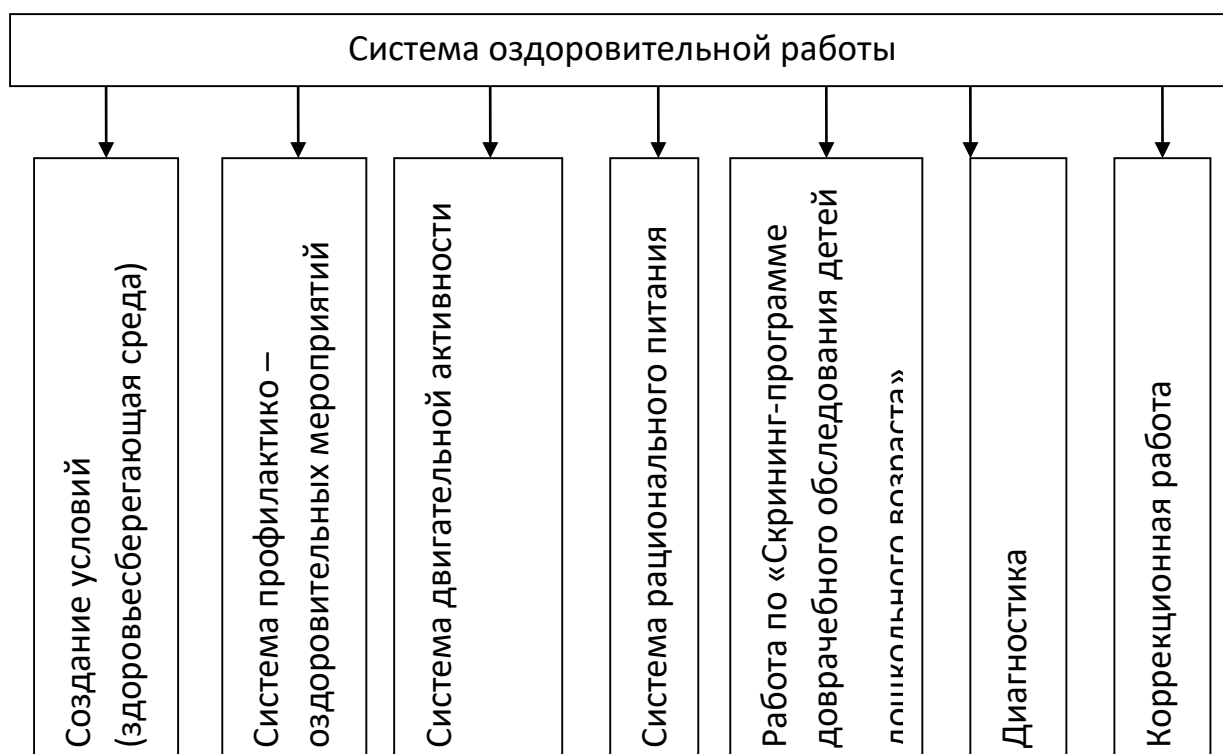 Система оздоровительной работы
Создание условий
(здоровьесберегающая среда)
Система профилактико –
оздоровительных мероприятий
Система двигательной активности
Система рационального питания
Работа по «Скрининг-программе
доврачебного обследования детей
дошкольного возраста»
Диагностика
Коррекционная работа